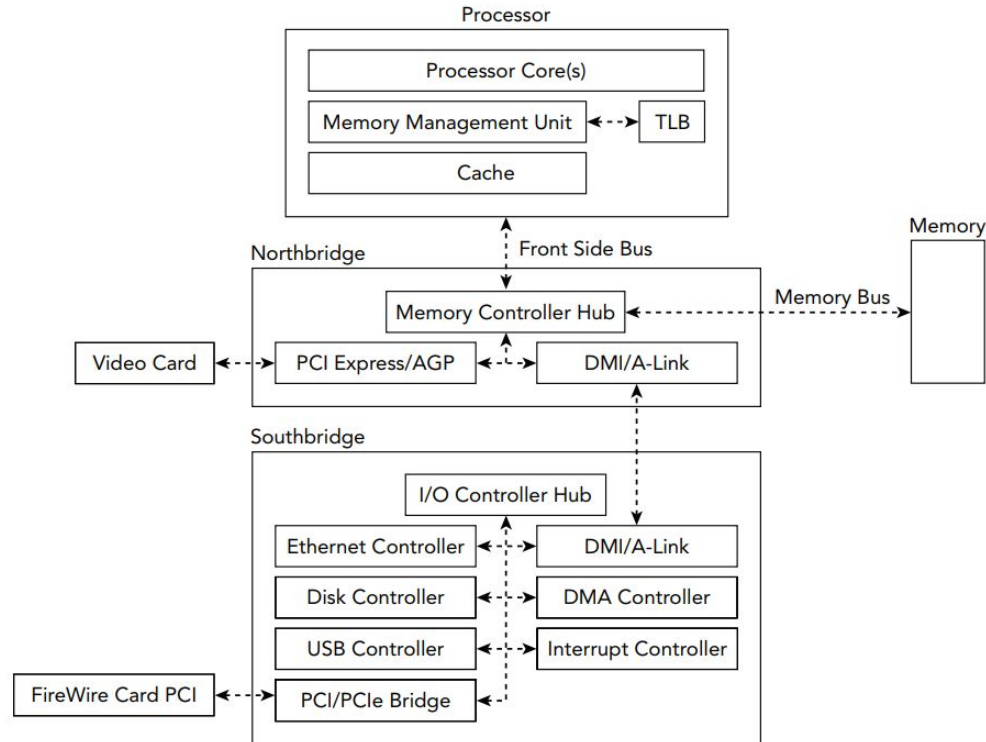 Processor
Processor Core(s)
Memory Management Unit
TLB
Cache
Front Side Bus
Memory
Northbridge
Memory Controller Hub
Memory Bus
Video Card
PCI Express/AGP
DMI/A-Link
Southbridge
I/O Controller Hub
Ethernet Controller
DMI/A-Link
Disk Controller
DMA Controller
USB Controller
Interrupt Controller
FireWire Card PCI
PCI/PCIe Bridge